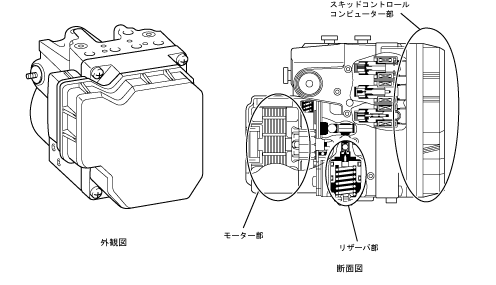 スキッドコントロール
コンピューター部
モーター部
リザーバ部
外観図
断面図